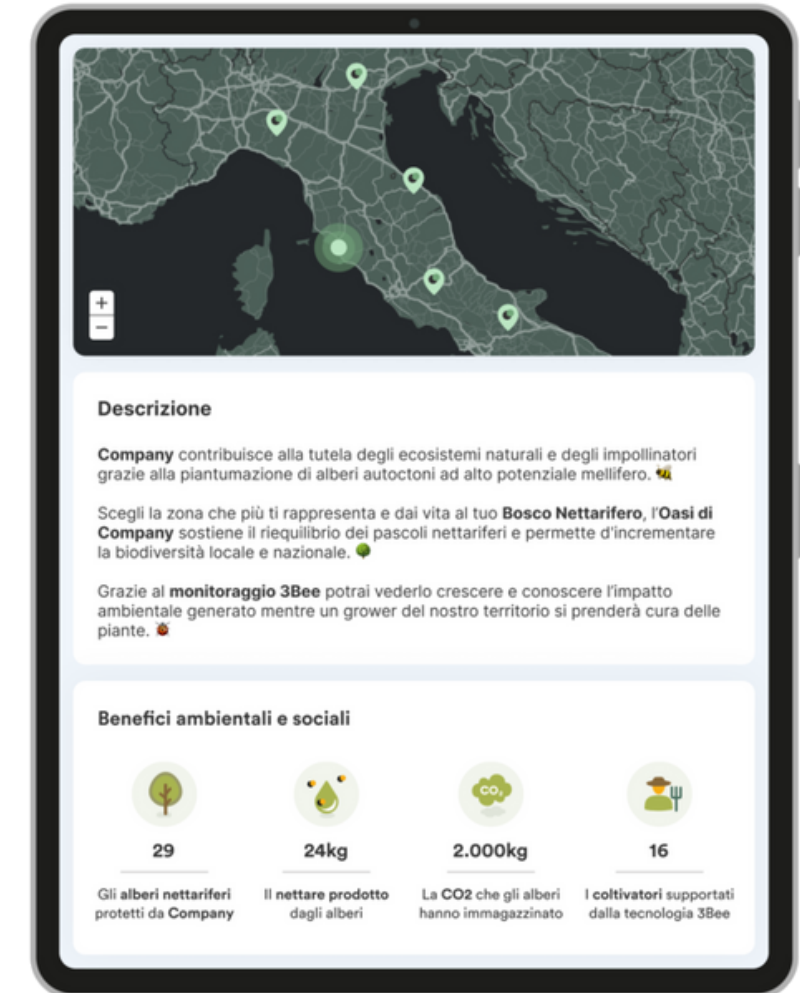 +
−
Descrizione
Company contribuisce alla tutela degli ecosistemi naturali e degli impollinatori
grazie alla piantumazione di alberi autoctoni ad alto potenziale mellifero. 🐝
Scegli la zona che più ti rappresenta e dai vita al tuo Bosco Nettarifero, l'Oasi di
Company sostiene il riequilibrio dei pascoli nettariferi e permette d'incrementare
la biodiversità locale e nazionale. 🌳
Grazie al monitoraggio 3Bee potrai vederlo crescere e conoscere l'impatto
ambientale generato mentre un grower del nostro territorio si prenderà cura delle
piante. 🐞
Benefici ambientali e sociali
CO₂
29
24kg
2.000kg
16
Gli alberi nettariferi
protetti da Company
Il nettare prodotto
dagli alberi
La CO2 che gli alberi
hanno immagazzinato
I coltivatori supportati
dalla tecnologia 3Bee